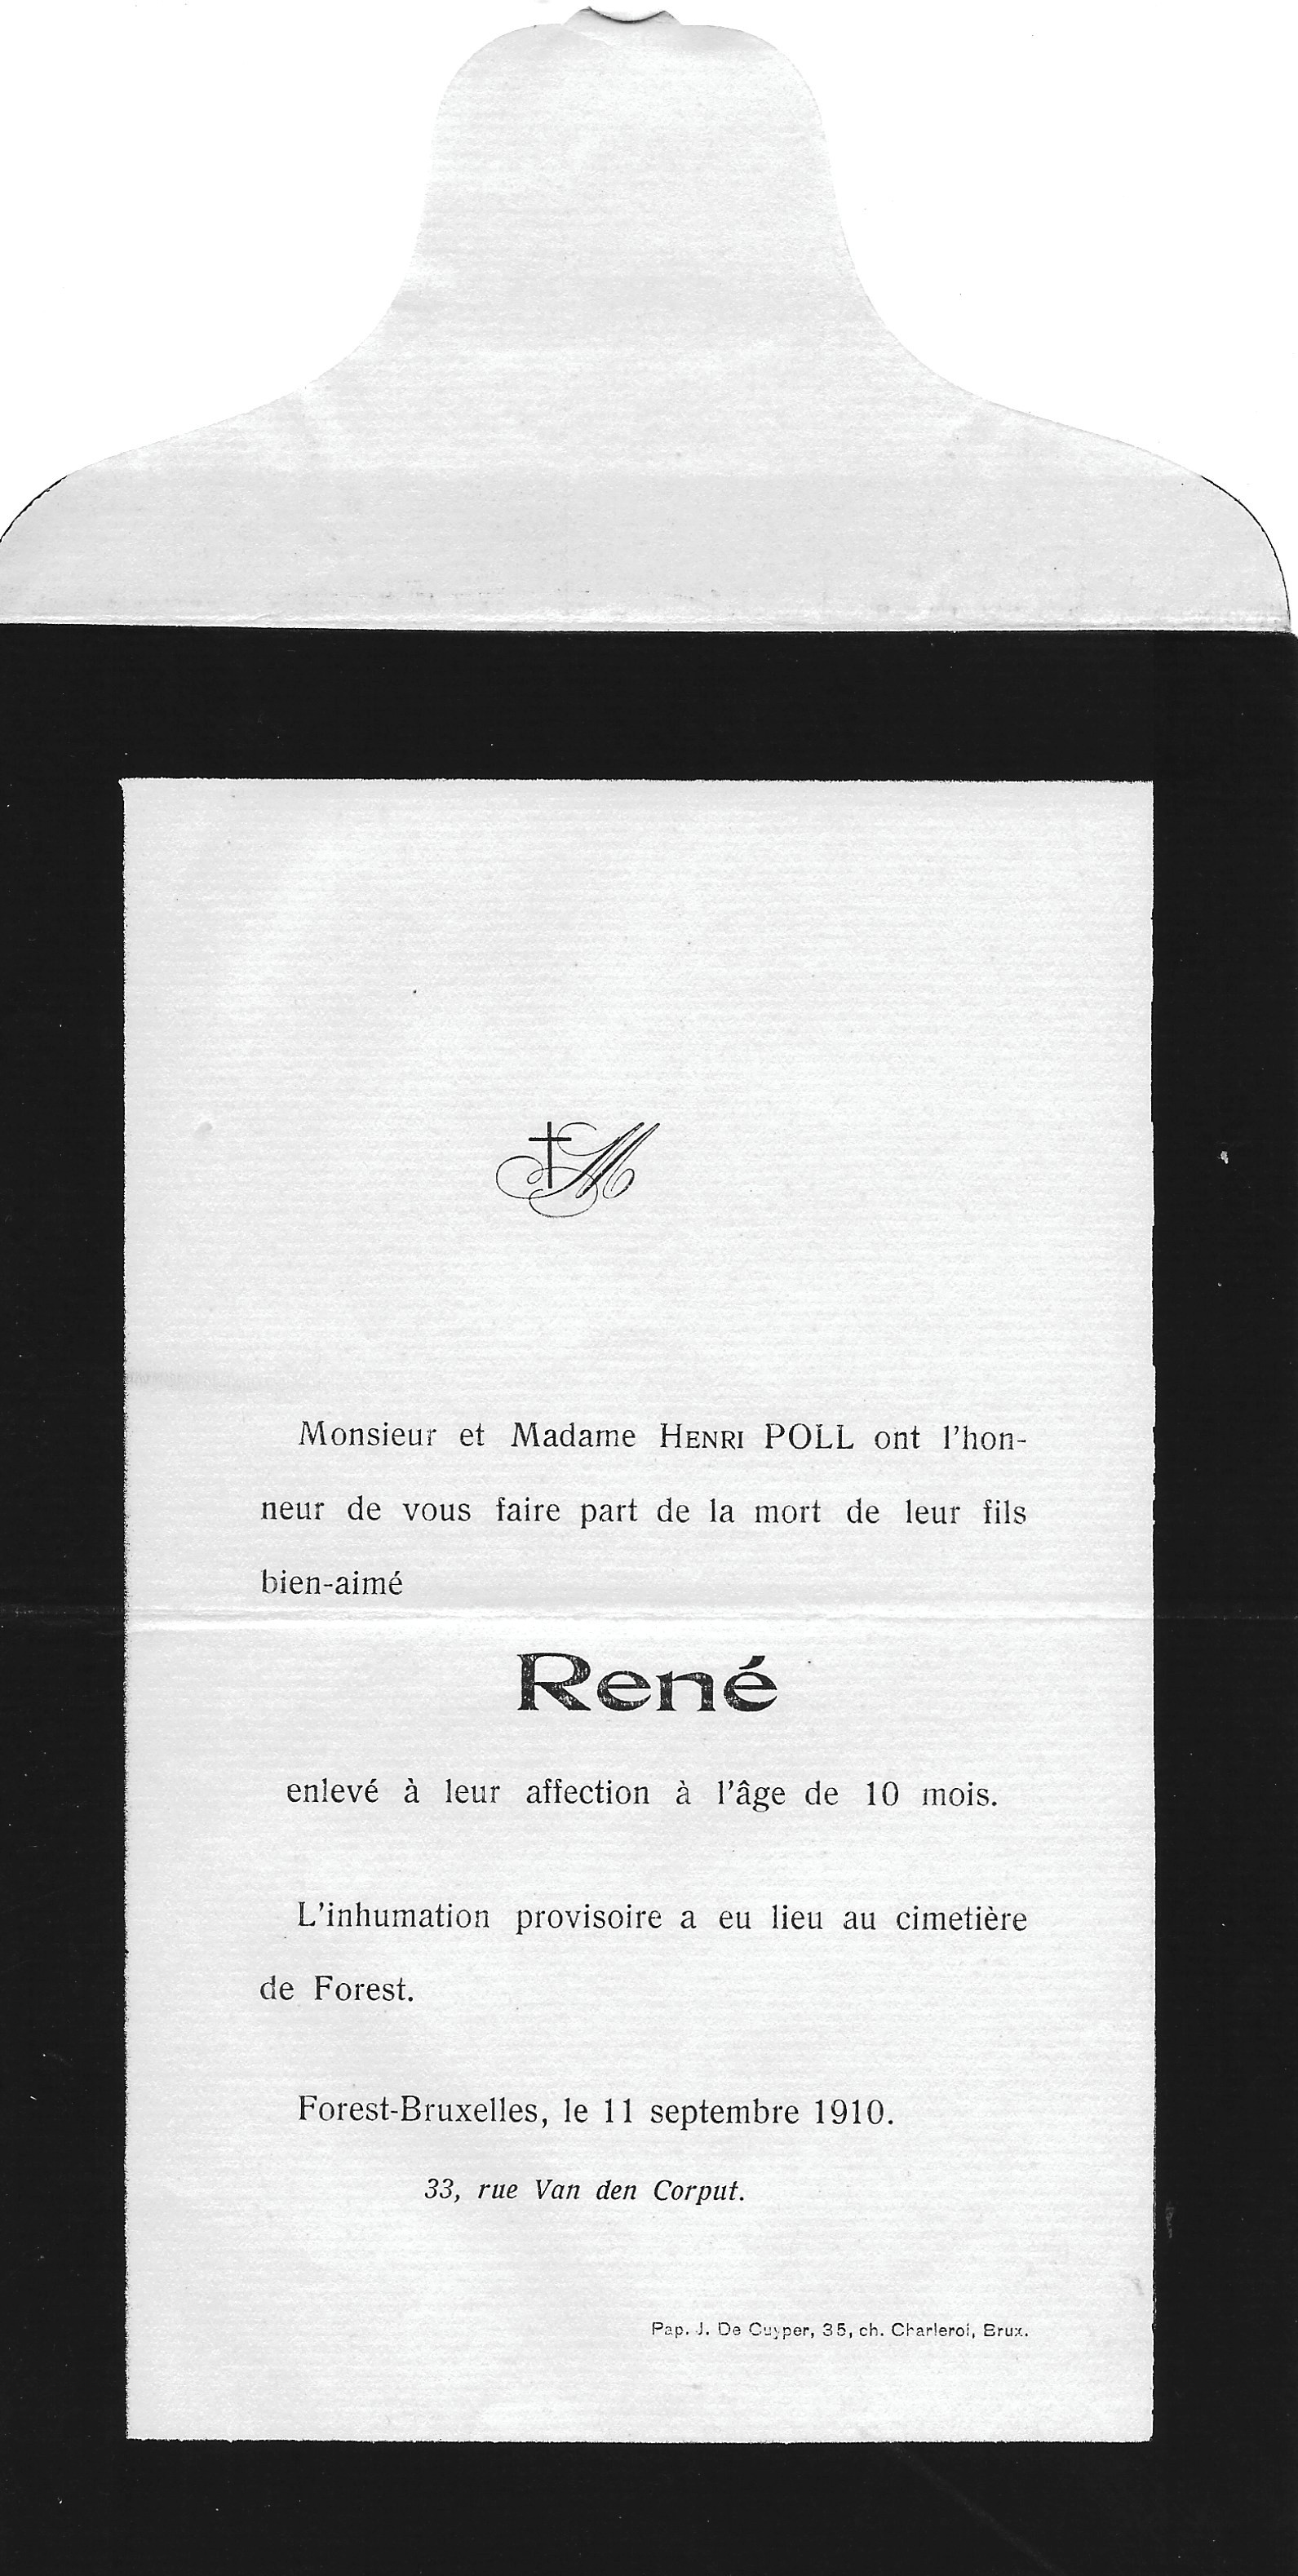 †M
Monsieur et Madame HENRI POLL ont l'hon-
neur de vous faire part de la mort de leur fils
bien-aimé
René
enlevé à leur affection à l'âge de 10 mois.
L'inhumation provisoire a eu lieu au cimetière
de Forest.
Forest-Bruxelles, le 11 septembre 1910.
33, rue Van den Corput.
Pap. J. De Cuyper, 35, ch. Charleroi, Brux.